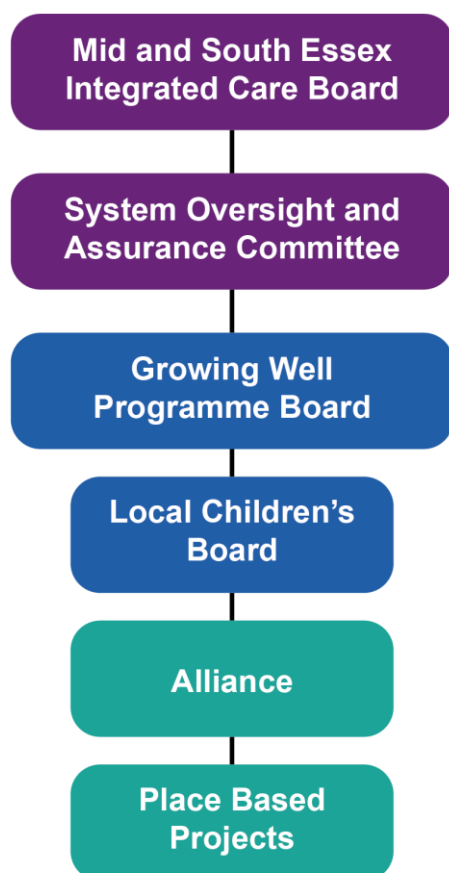 Mid and South Essex
Integrated Care Board
System Oversight and
Assurance Committee
Growing Well
Programme Board
Local Children’s
Board
Alliance
Place Based
Projects